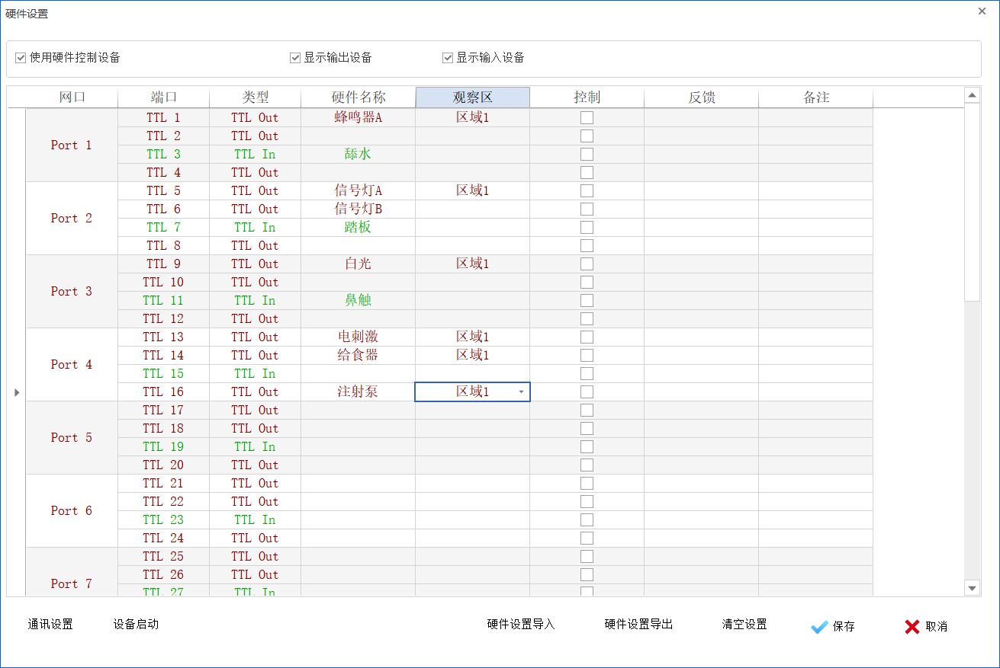 硬件设置
使用硬件控制设备 显示输出设备 显示输入设备
网口 端口 类型 硬件名称 观察区 控制 反馈 备注
Port 1
TTL 1 TTL Out 蜂鸣器A 区域1
TTL 2 TTL Out
TTL 3 TTL In 舔水
TTL 4 TTL Out
Port 2
TTL 5 TTL Out 信号灯A 区域1
TTL 6 TTL Out 信号灯B
TTL 7 TTL In 踏板
TTL 8 TTL Out
Port 3
TTL 9 TTL Out 白光 区域1
TTL 10 TTL Out
TTL 11 TTL In 鼻触
TTL 12 TTL Out
Port 4
TTL 13 TTL Out 电刺激 区域1
TTL 14 TTL Out 给食器 区域1
TTL 15 TTL In
TTL 16 TTL Out 注射泵 区域1
Port 5
TTL 17 TTL Out
TTL 18 TTL Out
TTL 19 TTL In
TTL 20 TTL Out
Port 6
TTL 21 TTL Out
TTL 22 TTL Out
TTL 23 TTL In
TTL 24 TTL Out
Port 7
TTL 25 TTL Out
TTL 26 TTL Out
TTL 27 TTL In
通讯设置 设备启动 硬件设置导入 硬件设置导出 清空设置 保存 取消